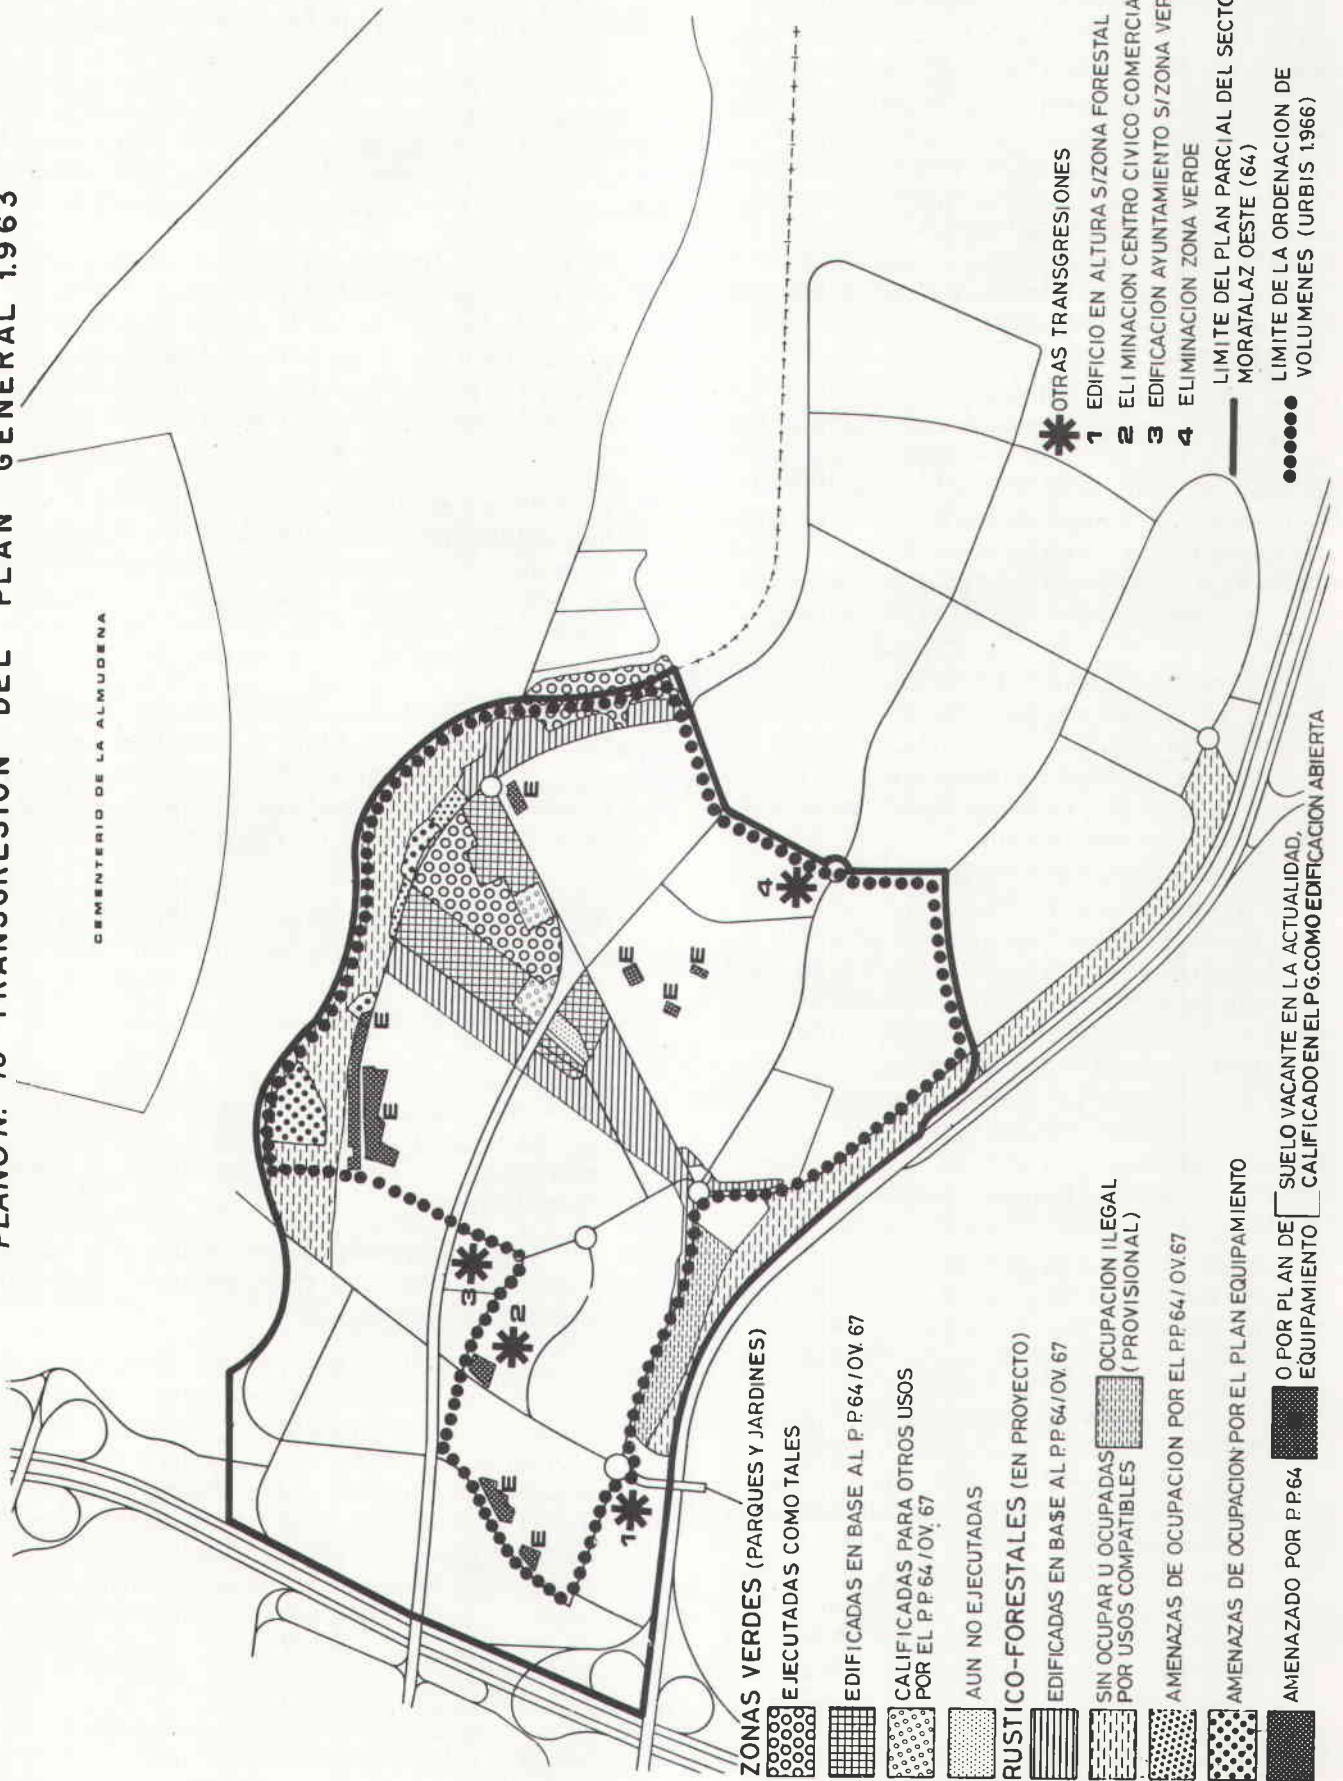 PLANO Nº 10 TRANSGRESION DEL PLAN GENERAL 1.963
CEMENTERIO DE LA ALMUDENA
E
E
E
E
E
E
E
E
1
2
3
4
ZONAS VERDES (PARQUES Y JARDINES)
EJECUTADAS COMO TALES
EDIFICADAS EN BASE AL P.P.64/OV.67
CALIFICADAS PARA OTROS USOS
POR EL P.P.64/OV.67
AUN NO EJECUTADAS
RUSTICO-FORESTALES (EN PROYECTO)
EDIFICADAS EN BASE AL P.P.64/OV.67
SIN OCUPAR U OCUPADAS
POR USOS COMPATIBLES
OCUPACION ILEGAL
(PROVISIONAL)
AMENAZAS DE OCUPACION POR EL P.P.64/OV.67
AMENAZAS DE OCUPACION POR EL PLAN EQUIPAMIENTO
AMENAZADO POR P.P.64
O POR PLAN DE
EQUIPAMIENTO
SUELO VACANTE EN LA ACTUALIDAD,
CALIFICADO EN EL P.G. COMO EDIFICACION ABIERTA
OTRAS TRANSGRESIONES
1 EDIFICIO EN ALTURA S/ZONA FORESTAL
2 ELIMINACION CENTRO CIVICO COMERCIA
3 EDIFICACION AYUNTAMIENTO S/ZONA VER
4 ELIMINACION ZONA VERDE
LIMITE DEL PLAN PARCIAL DEL SECTO
MORATALAZ OESTE (64)
LIMITE DE LA ORDENACION DE
VOLUMENES (URBIS 1.966)